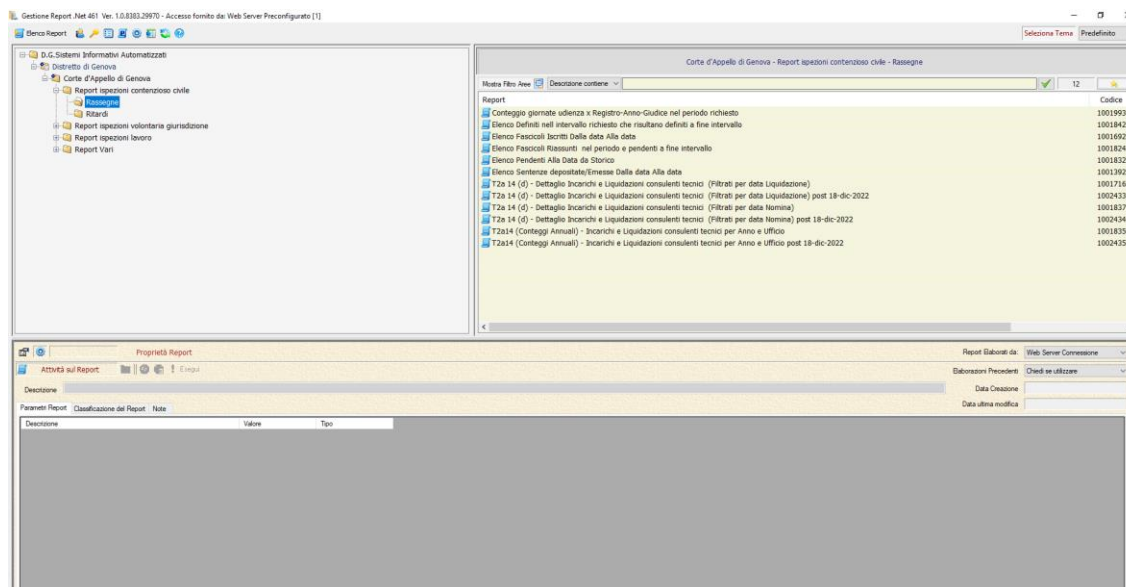 Gestione Report .Net 461 Ver. 1.0.8383.29970 - Accesso fornito da: Web Server Preconfigurato [1]
Elenco Report
Seleziona Tema Predefinito
D.G.Sistemi Informativi Automatizzati
Distretto di Genova
Corte d'Appello di Genova
Report ispezioni contenzioso civile
Rassegne
Ritardi
Report ispezioni volontaria giurisdizione
Report ispezioni lavoro
Report Vari
Corte d'Appello di Genova - Report ispezioni contenzioso civile - Rassegne
Mostra Filtro Aree Descrizione contiene 12
Report Codice
Conteggio giornate udienza x Registro-Anno-Giudice nel periodo richiesto 1001993
Elenco Definiti nell intervallo richiesto che risultano definiti a fine intervallo 1001842
Elenco Fascicoli Iscritti Dalla data Alla data 1001692
Elenco Fascicoli Riassunti nel periodo e pendenti a fine intervallo 1001824
Elenco Pendenti Alla Data da Storico 1001832
Elenco Sentenze depositate/Emesse Dalla data Alla data 1001392
T2a 14 (d) - Dettaglio Incarichi e Liquidazioni consulenti tecnici (Filtrati per data Liquidazione) 1001716
T2a 14 (d) - Dettaglio Incarichi e Liquidazioni consulenti tecnici (Filtrati per data Liquidazione) post 18-dic-2022 1002433
T2a 14 (d) - Dettaglio Incarichi e Liquidazioni consulenti tecnici (Filtrati per data Nomina) 1001837
T2a 14 (d) - Dettaglio Incarichi e Liquidazioni consulenti tecnici (Filtrati per data Nomina) post 18-dic-2022 1002434
T2a14 (Conteggi Annuali) - Incarichi e Liquidazioni consulenti tecnici per Anno e Ufficio 1001835
T2a14 (Conteggi Annuali) - Incarichi e Liquidazioni consulenti tecnici per Anno e Ufficio post 18-dic-2022 1002435
Proprietà Report
Report Elaborati da: Web Server Connessione
Attività sul Report ! Esegui
Elaborazioni Precedenti Chiedi se utilizzare
Descrizione
Data Creazione
Data ultima modifica
Parametri Report Classificazione del Report Note
Descrizione Valore Tipo